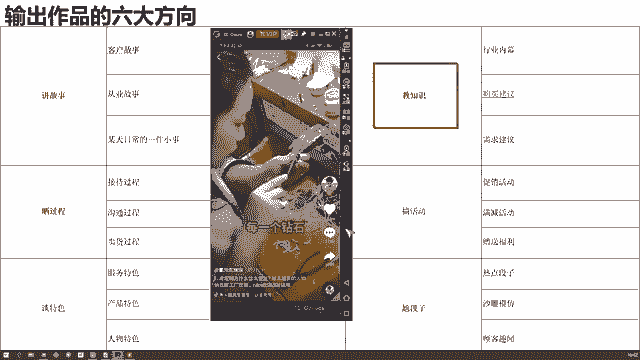 输出作品的六大方向
讲故事
客户故事
从业故事
某天日常的一件小事
教知识
行业内幕
购买建议
需求建议
晒过程
接待过程
沟通过程
卖货过程
搞活动
促销活动
满减活动
赠送福利
谈特色
服务特色
产品特色
人物特色
趣段子
热点段子
沙雕模仿
顾客趣闻
每一个钻石